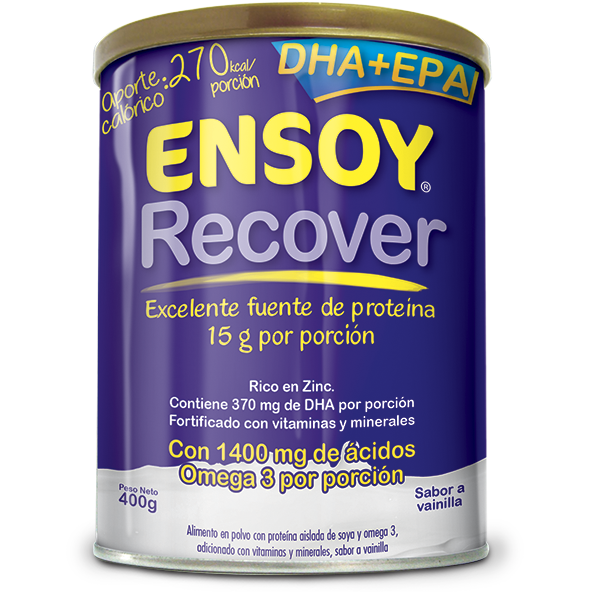 aporte calórico: 270 kcal/porción
DHA+EPA
ENSOY®
Recover
Excelente fuente de proteína
15 g por porción
Rico en Zinc.
Contiene 370 mg de DHA por porción
Fortificado con vitaminas y minerales
Con 1400 mg de ácidos
Omega 3 por porción
Peso Neto
400g
Sabor a
vainilla
Alimento en polvo con proteína aislada de soya y omega 3,
adicionado con vitaminas y minerales, sabor a vainilla